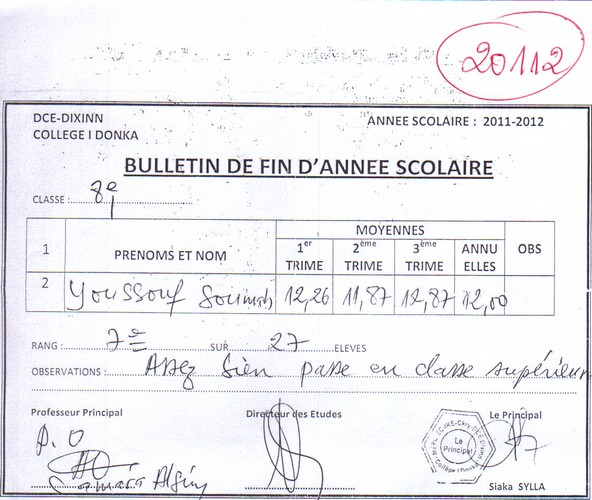 20112
DCE-DIXINN
COLLEGE I DONKA
ANNEE SCOLAIRE : 2011-2012
BULLETIN DE FIN D'ANNEE SCOLAIRE
CLASSE : 8e
1 PRENOMS ET NOM MOYENNES OBS
1er TRIME 2ème TRIME 3ème TRIME ANNU ELLES
2 Youssouf Soumah 12,26 11,87 12,87 12,00
RANG : 7e SUR 27 ELEVES
OBSERVATIONS : Assez bien passe en classe supérieur
Professeur Principal Directeur des Etudes Le Principal
P.O
Camara
Le Principal
Siaka SYLLA